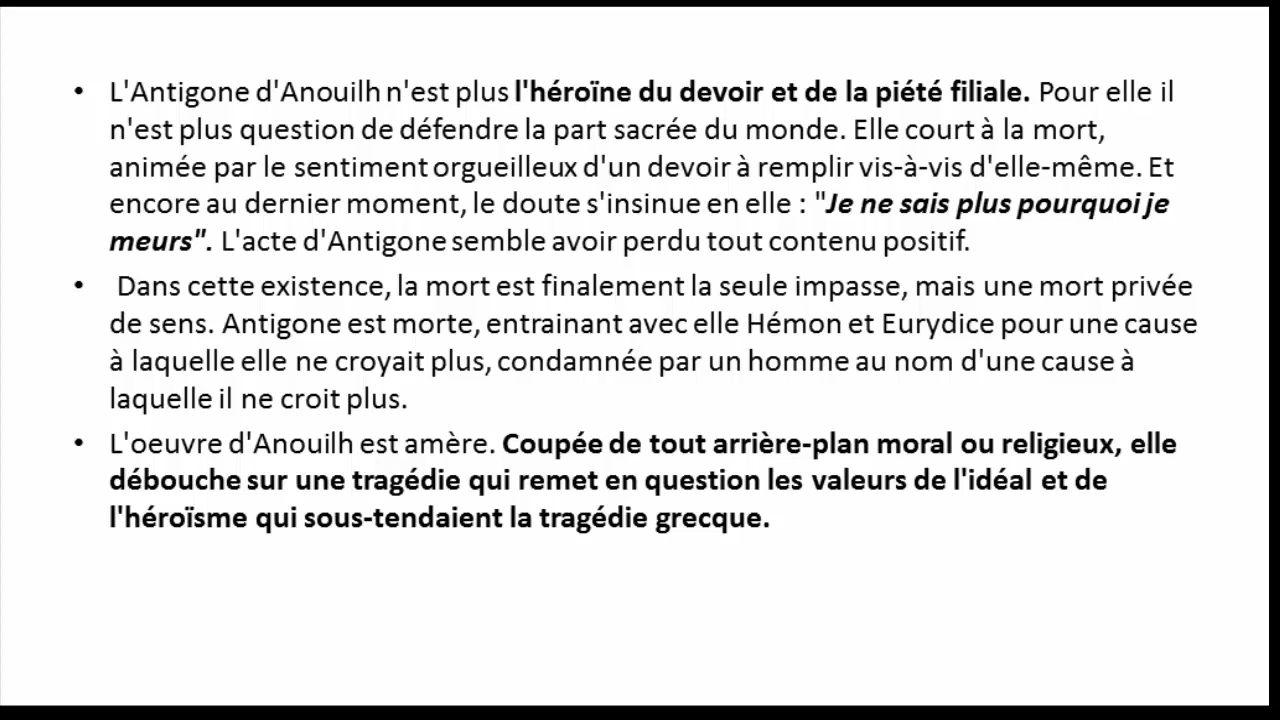 • L'Antigone d'Anouilh n'est plus l'héroïne du devoir et de la piété filiale. Pour elle il
n'est plus question de défendre la part sacrée du monde. Elle court à la mort,
animée par le sentiment orgueilleux d'un devoir à remplir vis-à-vis d'elle-même. Et
encore au dernier moment, le doute s'insinue en elle : "Je ne sais plus pourquoi je
meurs". L'acte d'Antigone semble avoir perdu tout contenu positif.
• Dans cette existence, la mort est finalement la seule impasse, mais une mort privée
de sens. Antigone est morte, entrainant avec elle Hémon et Eurydice pour une cause
à laquelle elle ne croyait plus, condamnée par un homme au nom d'une cause à
laquelle il ne croit plus.
• L'oeuvre d'Anouilh est amère. Coupée de tout arrière-plan moral ou religieux, elle
débouche sur une tragédie qui remet en question les valeurs de l'idéal et de
l'héroïsme qui sous-tendaient la tragédie grecque.